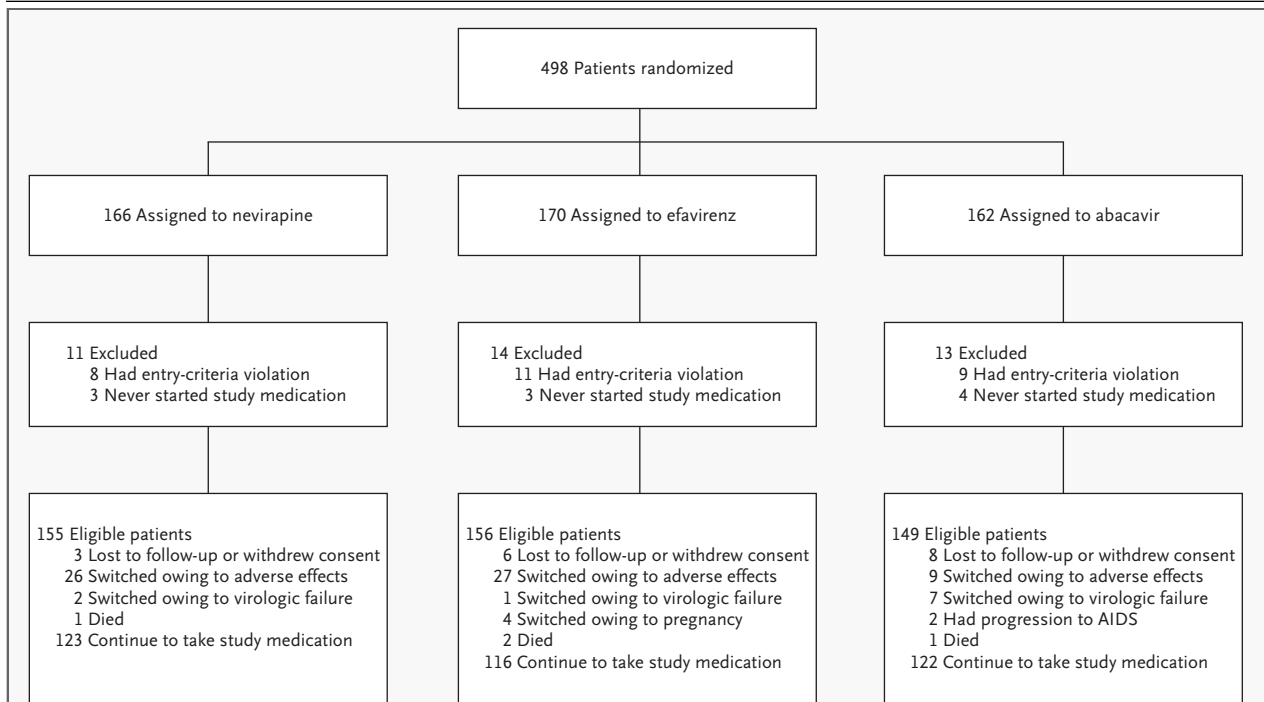 498 Patients randomized
166 Assigned to nevirapine
170 Assigned to efavirenz
162 Assigned to abacavir
11 Excluded
8 Had entry-criteria violation
3 Never started study medication
14 Excluded
11 Had entry-criteria violation
3 Never started study medication
13 Excluded
9 Had entry-criteria violation
4 Never started study medication
155 Eligible patients
3 Lost to follow-up or withdrew consent
26 Switched owing to adverse effects
2 Switched owing to virologic failure
1 Died
123 Continue to take study medication
156 Eligible patients
6 Lost to follow-up or withdrew consent
27 Switched owing to adverse effects
1 Switched owing to virologic failure
4 Switched owing to pregnancy
2 Died
116 Continue to take study medication
149 Eligible patients
8 Lost to follow-up or withdrew consent
9 Switched owing to adverse effects
7 Switched owing to virologic failure
2 Had progression to AIDS
1 Died
122 Continue to take study medication